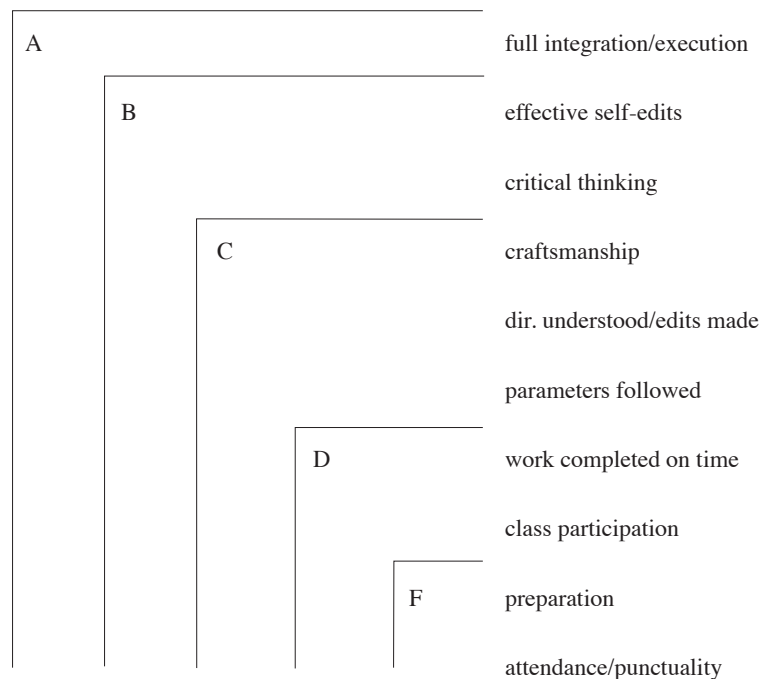 A full integration/execution
B effective self-edits
critical thinking
C craftsmanship
dir. understood/edits made
parameters followed
D work completed on time
class participation
F preparation
attendance/punctuality